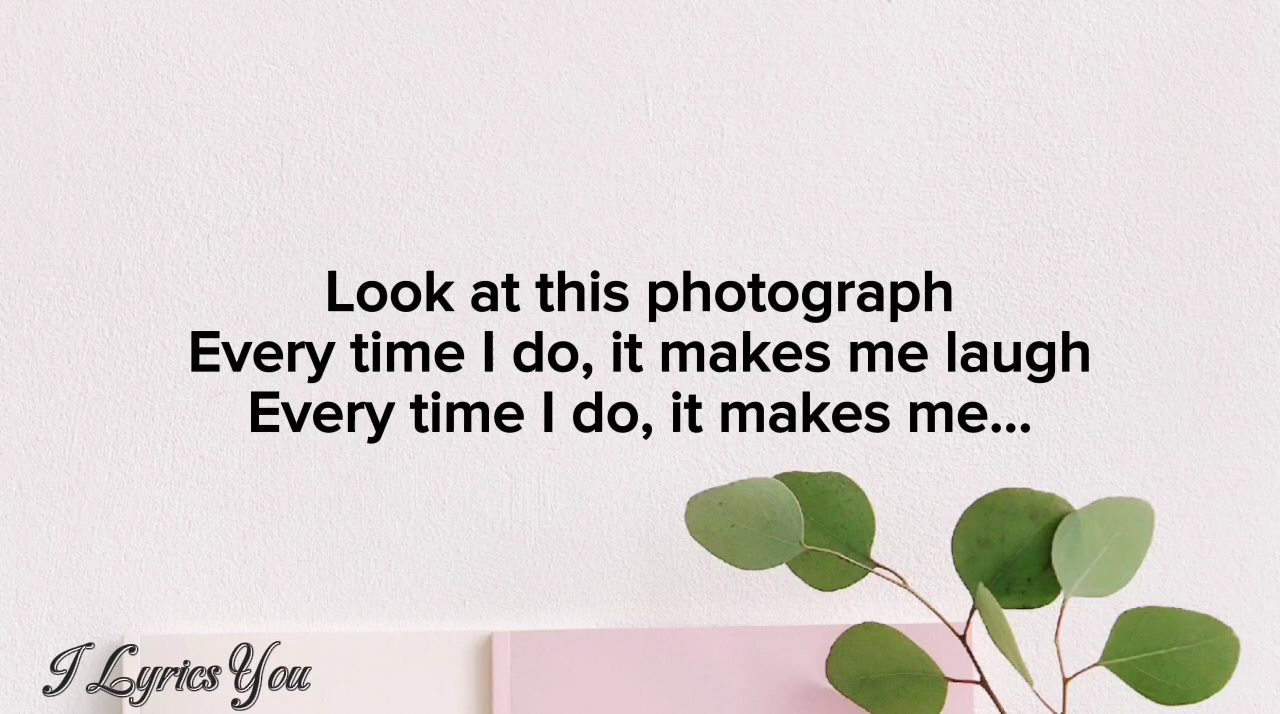 Look at this photograph
Every time I do, it makes me laugh
Every time I do, it makes me...
I Lyrics You